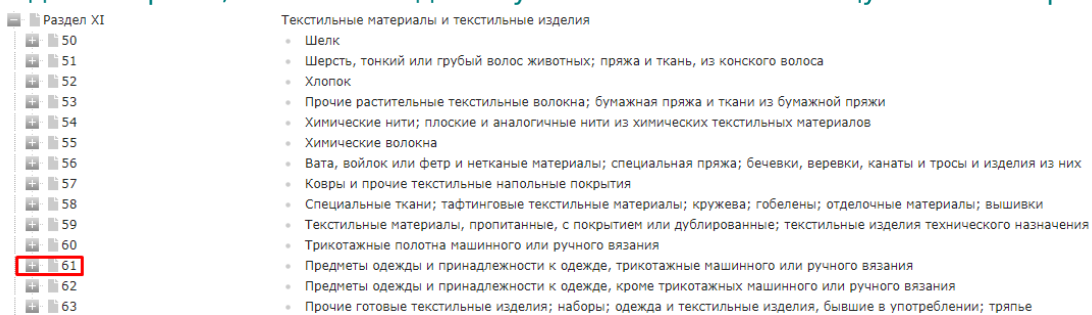 Раздел XI Текстильные материалы и текстильные изделия
50 Шелк
51 Шерсть, тонкий или грубый волос животных; пряжа и ткань, из конского волоса
52 Хлопок
53 Прочие растительные текстильные волокна; бумажная пряжа и ткани из бумажной пряжи
54 Химические нити; плоские и аналогичные нити из химических текстильных материалов
55 Химические волокна
56 Вата, войлок или фетр и нетканые материалы; специальная пряжа; бечевки, веревки, канаты и тросы и изделия из них
57 Ковры и прочие текстильные напольные покрытия
58 Специальные ткани; тафтинговые текстильные материалы; кружева; гобелены; отделочные материалы; вышивки
59 Текстильные материалы, пропитанные, с покрытием или дублированные; текстильные изделия технического назначения
60 Трикотажные полотна машинного или ручного вязания
61 Предметы одежды и принадлежности к одежде, трикотажные машинного или ручного вязания
62 Предметы одежды и принадлежности к одежде, кроме трикотажных машинного или ручного вязания
63 Прочие готовые текстильные изделия; наборы; одежда и текстильные изделия, бывшие в употреблении; тряпье